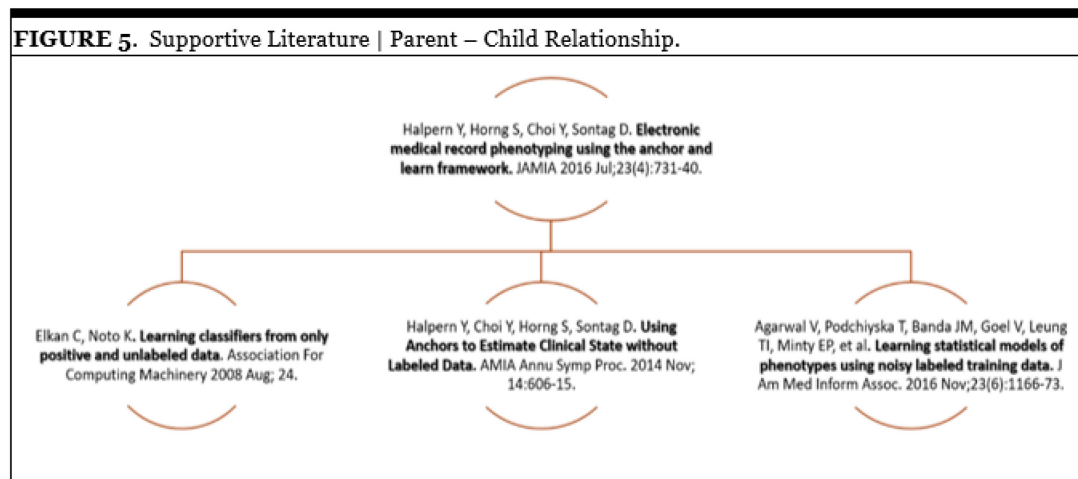 FIGURE 5. Supportive Literature | Parent – Child Relationship.
Halpern Y, Horng S, Choi Y, Sontag D. Electronic
medical record phenotyping using the anchor and
learn framework. JAMIA 2016 Jul;23(4):731-40.
Elkan C, Noto K. Learning classifiers from only
positive and unlabeled data. Association For
Computing Machinery 2008 Aug; 24.
Halpern Y, Choi Y, Horng S, Sontag D. Using
Anchors to Estimate Clinical State without
Labeled Data. AMIA Annu Symp Proc. 2014 Nov;
14:606-15.
Agarwal V, Podchiyska T, Banda JM, Goel V, Leung
TI, Minty EP, et al. Learning statistical models of
phenotypes using noisy labeled training data. J
Am Med Inform Assoc. 2016 Nov;23(6):1166-73.